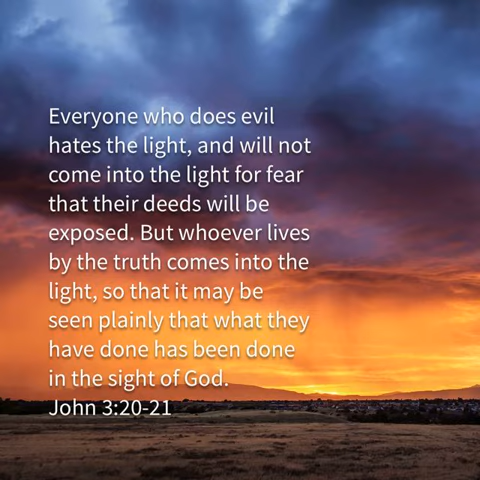 Everyone who does evil
hates the light, and will not
come into the light for fear
that their deeds will be
exposed. But whoever lives
by the truth comes into the
light, so that it may be
seen plainly that what they
have done has been done
in the sight of God.
John 3:20-21